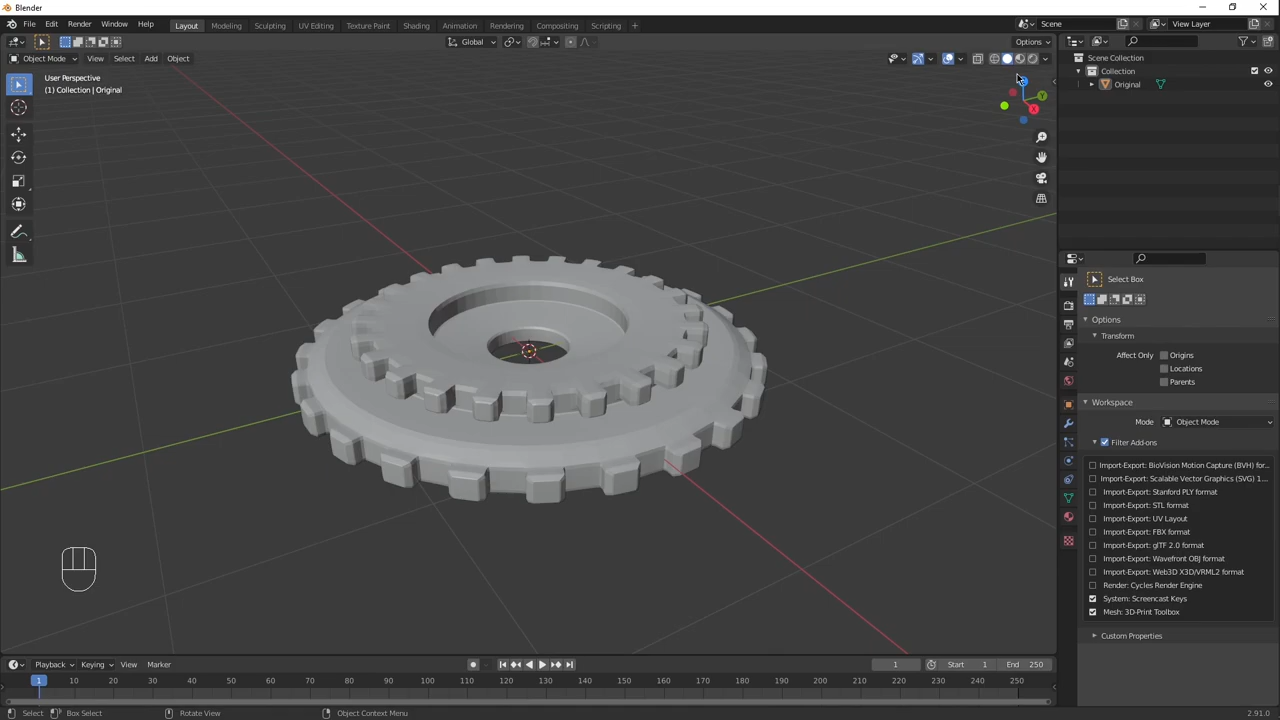 Blender
File Edit Render Window Help
Layout Modeling Sculpting UV Editing Texture Paint Shading Animation Rendering Compositing Scripting +
Scene
View Layer
Global
Options
Object Mode View Select Add Object
User Perspective
(1) Collection | Original
Y
X
Scene Collection
Collection
Original
Select Box
Options
Transform
Affect Only Origins
Locations
Parents
Workspace
Mode Object Mode
Filter Add-ons
Import-Export: BioVision Motion Capture (BVH) for...
Import-Export: Scalable Vector Graphics (SVG) 1....
Import-Export: Stanford PLY format
Import-Export: STL format
Import-Export: UV Layout
Import-Export: FBX format
Import-Export: glTF 2.0 format
Import-Export: Wavefront OBJ format
Import-Export: Web3D X3D/VRML2 format
Render: Cycles Render Engine
System: Screencast Keys
Mesh: 3D-Print Toolbox
Custom Properties
Playback Keying View Marker
1
Start 1
End 250
1 10 20 30 40 50 60 70 80 90 100 110 120 130 140 150 160 170 180 190 200 210 220 230 240 250
Select Box Select Rotate View Object Context Menu
2.91.0